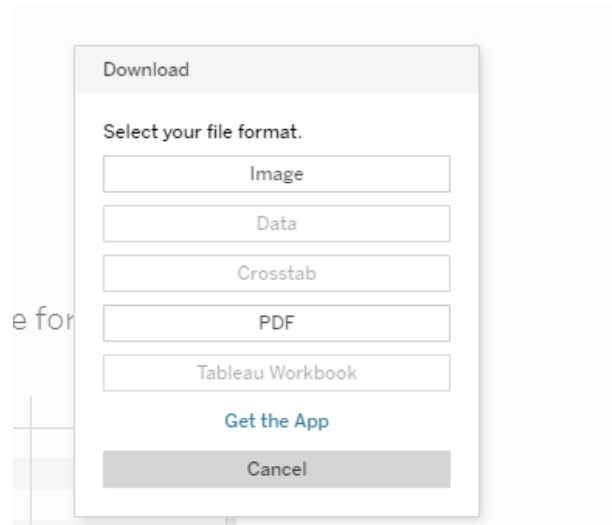 Download
Select your file format.
Image
Data
Crosstab
e for
PDF
Tableau Workbook
Get the App
Cancel